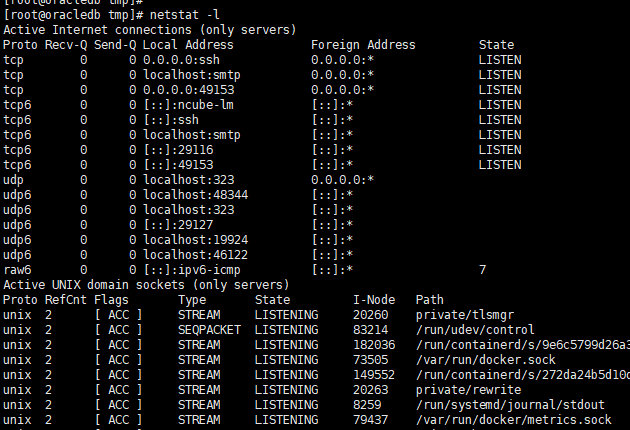 [root@oracledb tmp]#
[root@oracledb tmp]# netstat -l
Active Internet connections (only servers)
Proto Recv-Q Send-Q Local Address           Foreign Address         State
tcp        0      0 0.0.0.0:ssh             0.0.0.0:*               LISTEN
tcp        0      0 localhost:smtp          0.0.0.0:*               LISTEN
tcp        0      0 0.0.0.0:49153           0.0.0.0:*               LISTEN
tcp6       0      0 [::]:ncube-lm           [::]:*                  LISTEN
tcp6       0      0 [::]:ssh                [::]:*                  LISTEN
tcp6       0      0 localhost:smtp          [::]:*                  LISTEN
tcp6       0      0 [::]:29116              [::]:*                  LISTEN
tcp6       0      0 [::]:49153              [::]:*                  LISTEN
udp        0      0 localhost:323           0.0.0.0:*
udp6       0      0 localhost:48344         [::]:*
udp6       0      0 localhost:323           [::]:*
udp6       0      0 [::]:29127              [::]:*
udp6       0      0 localhost:19924         [::]:*
udp6       0      0 localhost:46122         [::]:*
raw6       0      0 [::]:ipv6-icmp          [::]:*                  7
Active UNIX domain sockets (only servers)
Proto RefCnt Flags       Type       State         I-Node   Path
unix  2      [ ACC ]     STREAM     LISTENING     20260    private/tlsmgr
unix  2      [ ACC ]     SEQPACKET  LISTENING     83214    /run/udev/control
unix  2      [ ACC ]     STREAM     LISTENING     182036   /run/containerd/s/9e6c5799d26a3
unix  2      [ ACC ]     STREAM     LISTENING     73505    /var/run/docker.sock
unix  2      [ ACC ]     STREAM     LISTENING     149552   /run/containerd/s/272da24b5d10c
unix  2      [ ACC ]     STREAM     LISTENING     20263    private/rewrite
unix  2      [ ACC ]     STREAM     LISTENING     8259     /run/systemd/journal/stdout
unix  2      [ ACC ]     STREAM     LISTENING     79437    /var/run/docker/metrics.sock